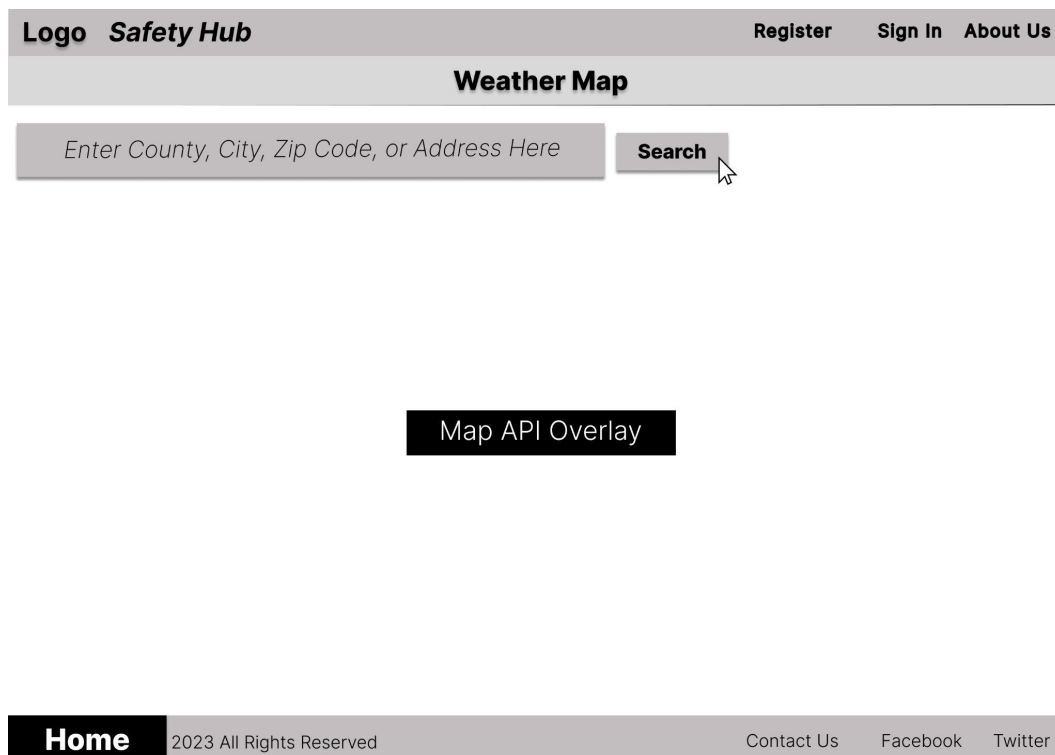 Logo Safety Hub Register Sign In About Us
Weather Map
Enter County, City, Zip Code, or Address Here Search
Map API Overlay
Home 2023 All Rights Reserved Contact Us Facebook Twitter